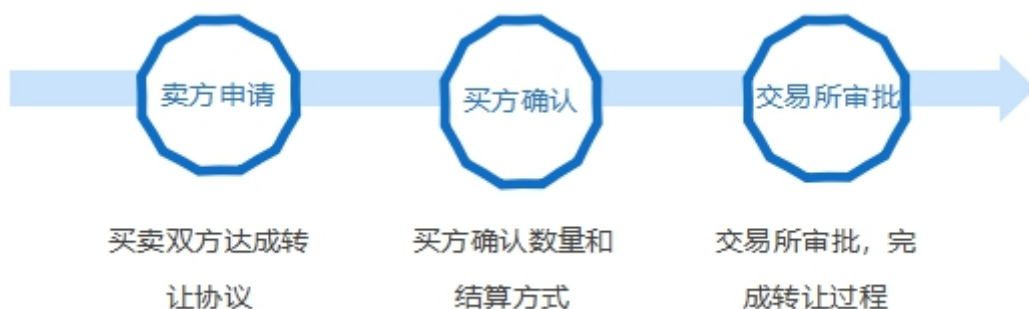 卖方申请
买方确认
交易所审批
买卖双方达成转
让协议
买方确认数量和
结算方式
交易所审批，完
成转让过程